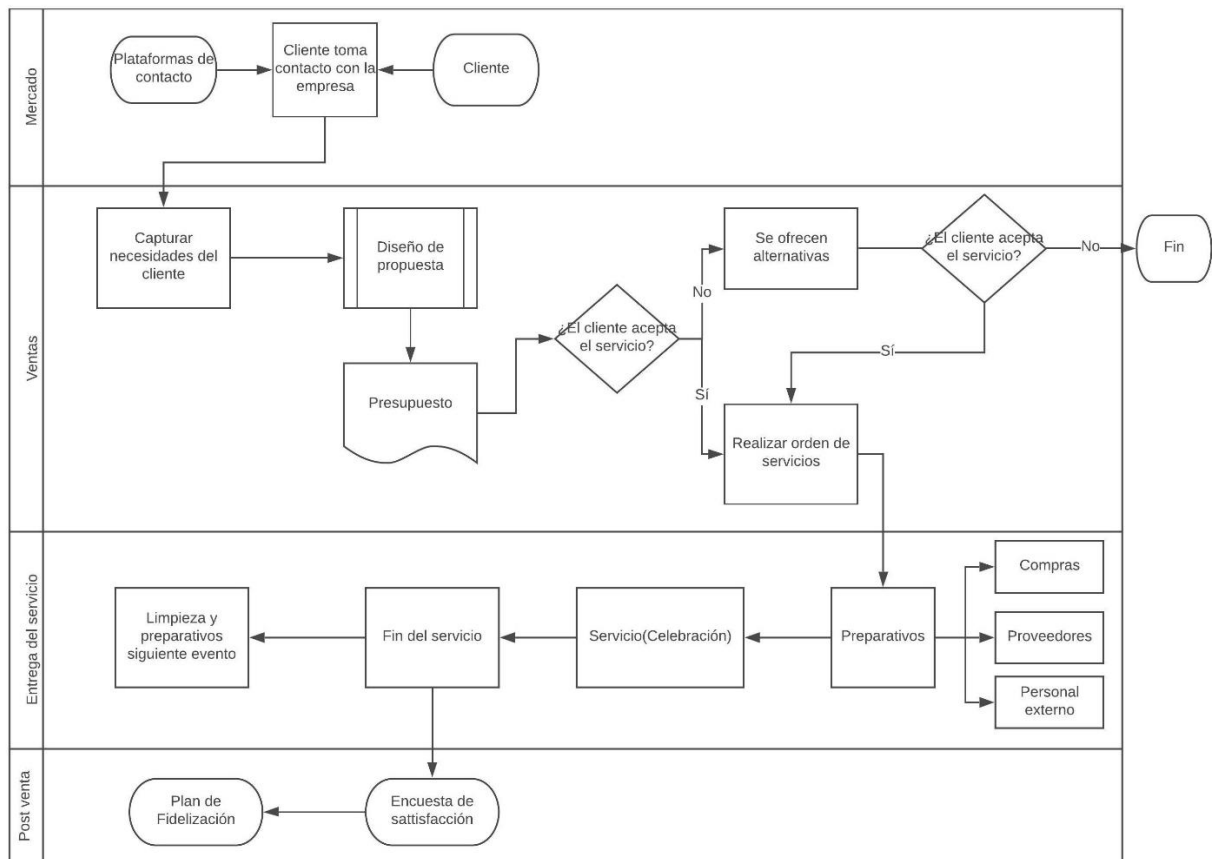 Mercado
Plataformas de
contacto
Cliente toma
contacto con la
empresa
Cliente
Ventas
Capturar
necesidades del
cliente
Diseño de
propuesta
Presupuesto
¿El cliente acepta
el servicio?
No
Sí
Se ofrecen
alternativas
¿El cliente acepta
el servicio?
No
Fin
Sí
Realizar orden de
servicios
Entrega del servicio
Limpieza y
preparativos
siguiente evento
Fin del servicio
Servicio(Celebración)
Preparativos
Compras
Proveedores
Personal
externo
Post venta
Plan de
Fidelización
Encuesta de
sattisfacción